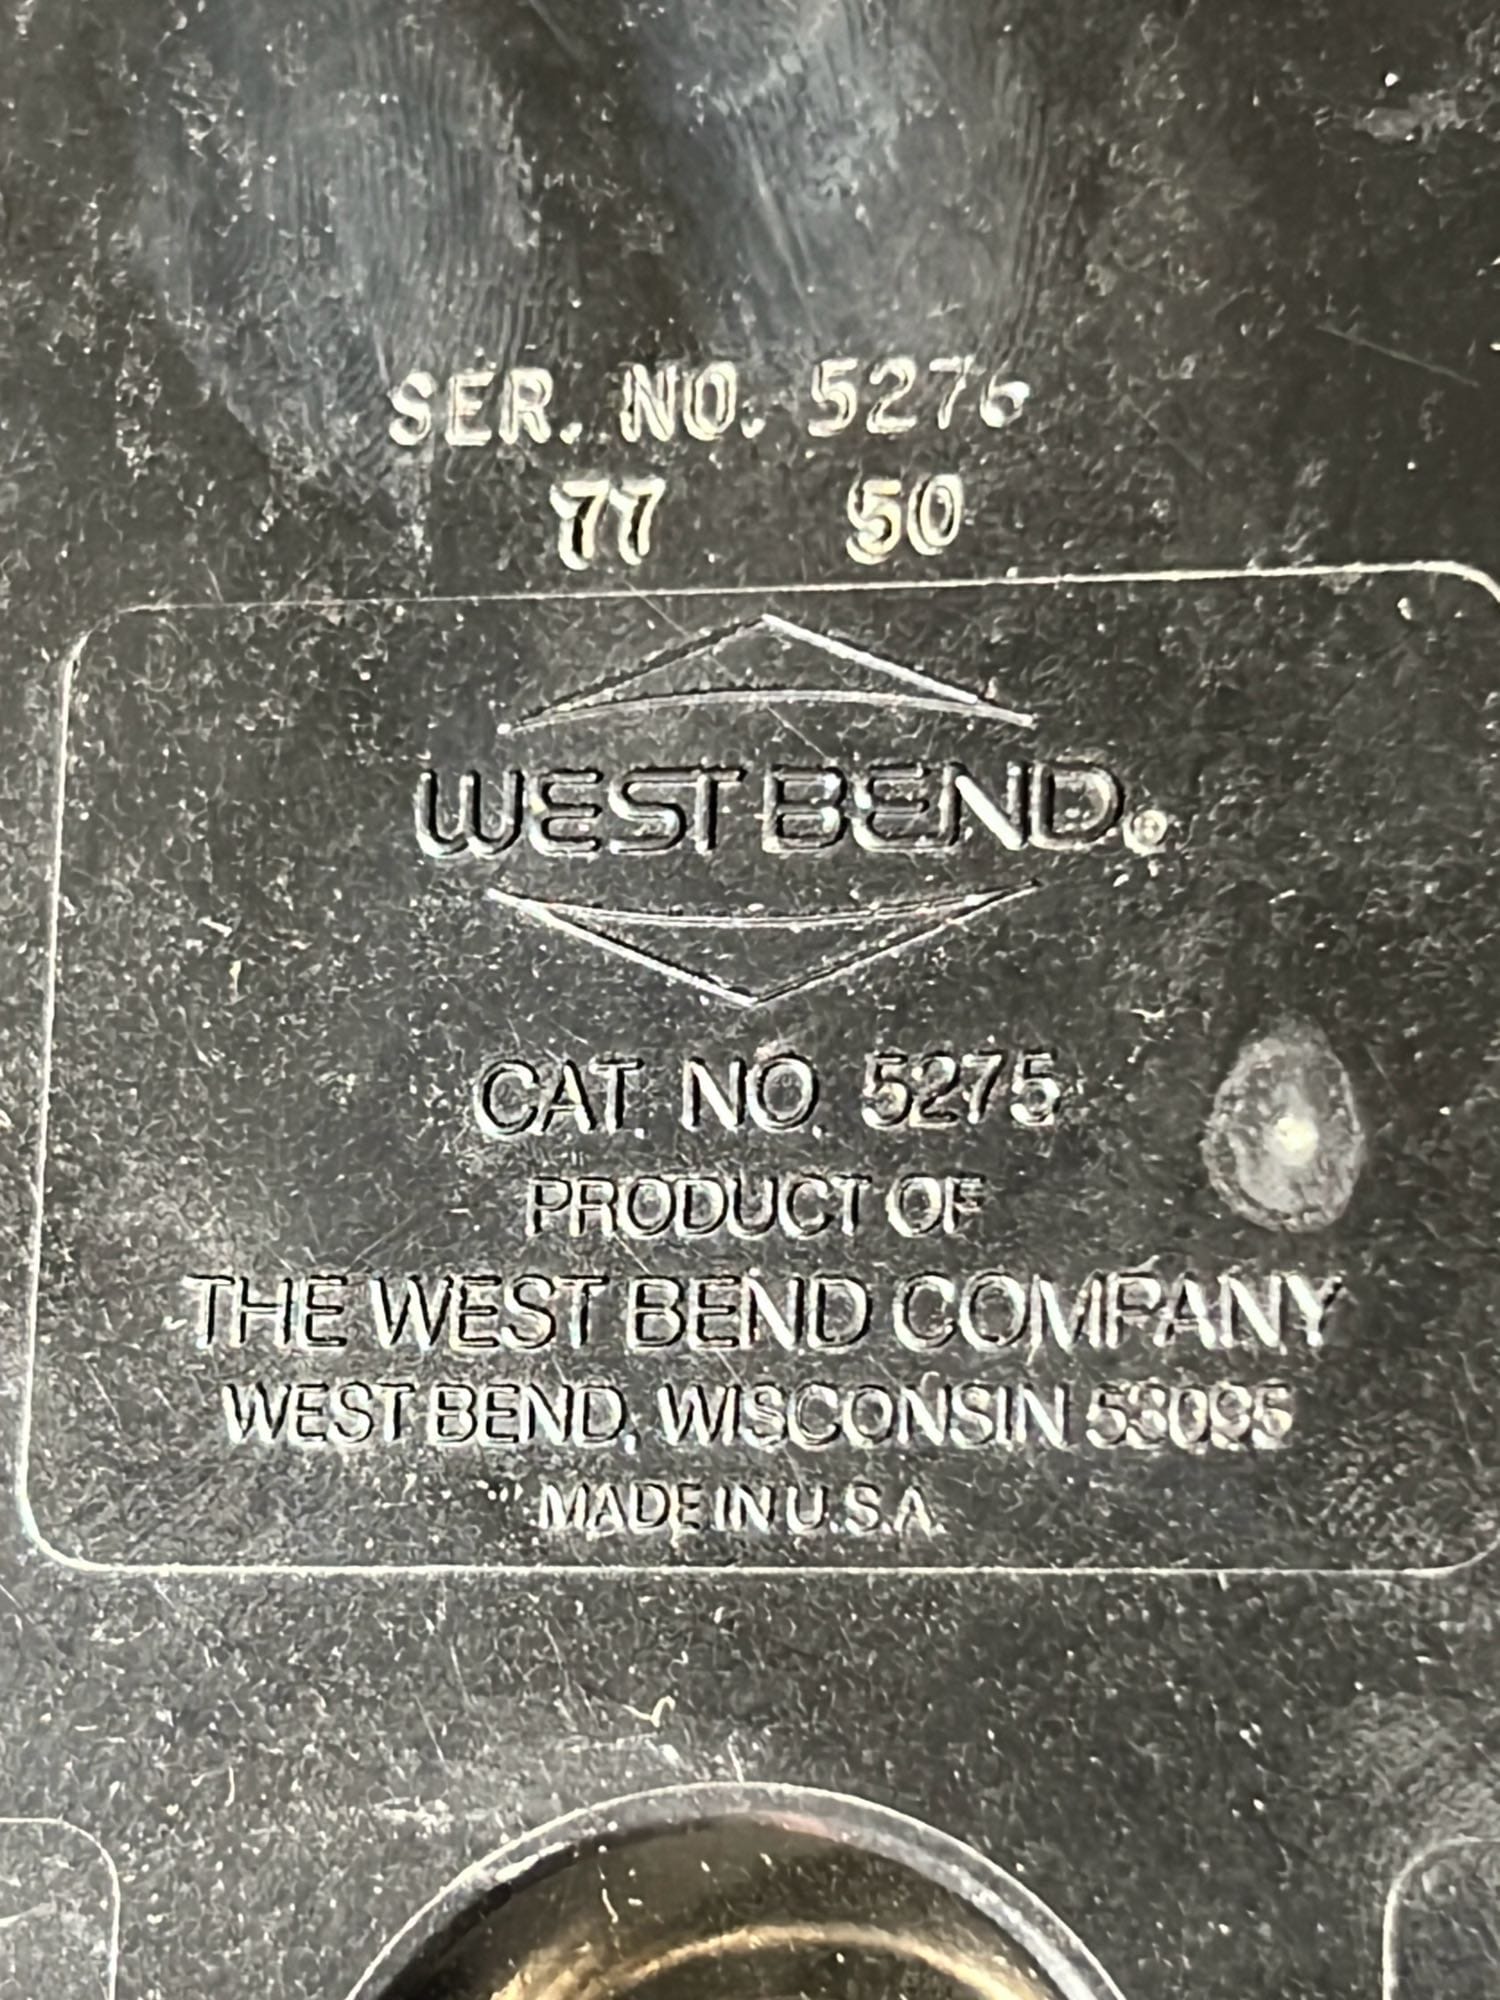 SER. NO. 5276
77 50
WEST BEND®
CAT. NO. 5275
PRODUCT OF
THE WEST BEND COMPANY
WEST BEND, WISCONSIN 53095
MADE IN U.S.A.